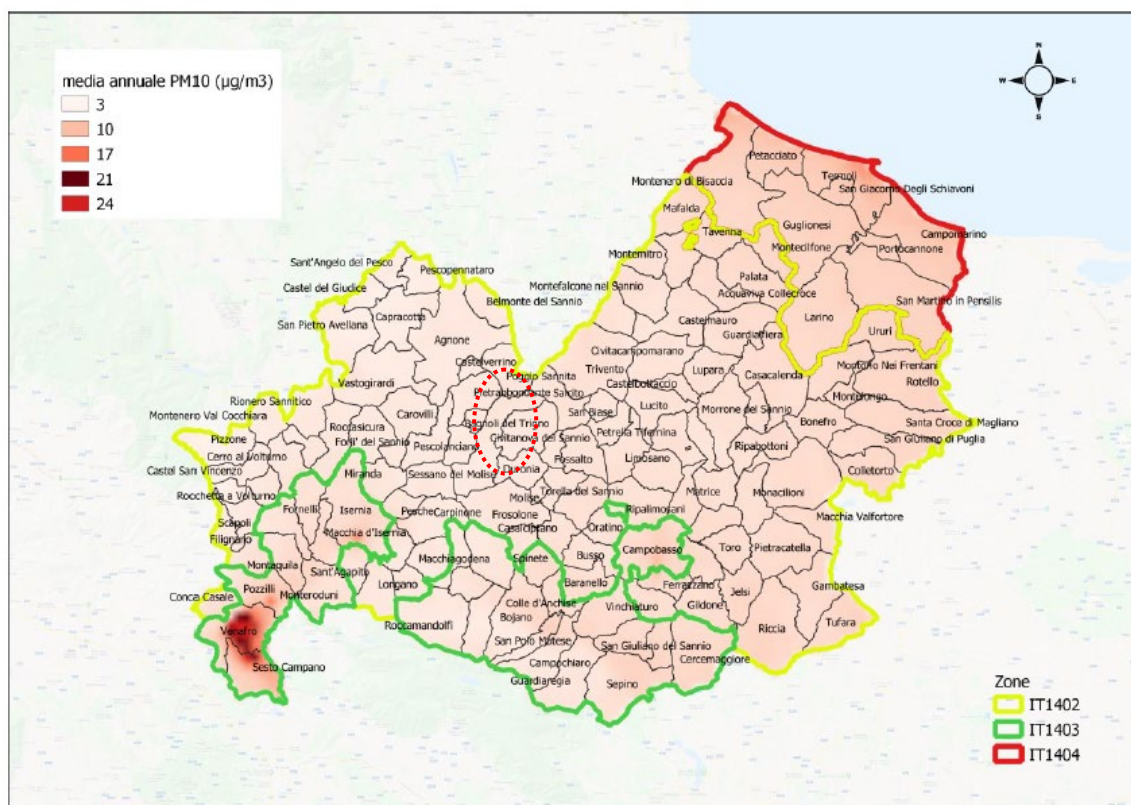 media annuale PM10 (µg/m3)
3
10
17
21
24
N
W
E
S
Petacciato
Termoli
San Giacomo Degli Schiavoni
Montenero di Bisaccia
Mafalda
Guglionesi
Tavenna
Campomarino
Montecilfone
Portocannone
Montemitro
Sant'Angelo del Pesco
Pescopennataro
Palata
Castel del Giudice
Montefalcone nel Sannio
Acquaviva Collecroce
Belmonte del Sannio
San Martino in Pensilis
Capracotta
Larino
San Pietro Avellana
Castelmauro
Ururi
Agnone
Guardialfiera
Civitacampomarano
Castelverrino
Montorio Nei Frentani
Trivento
Lupara
Poggio Sannita
Casacalenda
Rotello
Vastogirardi
Castelbottaccio
Pietrabbondante
Salcito
Montelongo
Rionero Sannitico
Lucito
Carovilli
San Biase
Morrone del Sannio
Montenero Val Cocchiara
Bagnoli del Trigno
Bonefro
Santa Croce di Magliano
Roccasicura
Petrella Tifernina
Pizzone
Forli' del Sannio
Civitanova del Sannio
San Giuliano di Puglia
Pescolanciano
Ripabottoni
Cerro al Volturno
Fossalto
Limosano
Castel San Vincenzo
Miranda
Sessano del Molise
Duronia
Colletorto
Rocchetta a Volturno
Torella del Sannio
Matrice
Monacilioni
Molise
Fornelli
Isernia
Pesche
Carpinone
Frosolone
Ripalimosani
Macchia Valfortore
Scapoli
Casalciprano
Oratino
Macchia d'Isernia
Filignano
Toro
Pietracatella
Campobasso
Busso
Macchiagodena
Spinete
Montaquila
Sant'Agapito
Longano
Baranello
Ferrazzano
Gambatesa
Pozzilli
Jelsi
Conca Casale
Monteroduni
Colle d'Anchise
Vinchiaturo
Gildone
Bojano
Tufara
Roccamandolfi
Riccia
Venafro
San Polo Matese
San Giuliano del Sannio
Cercemaggiore
Sesto Campano
Campochiaro
Guardiaregia
Sepino
Zone
IT1402
IT1403
IT1404